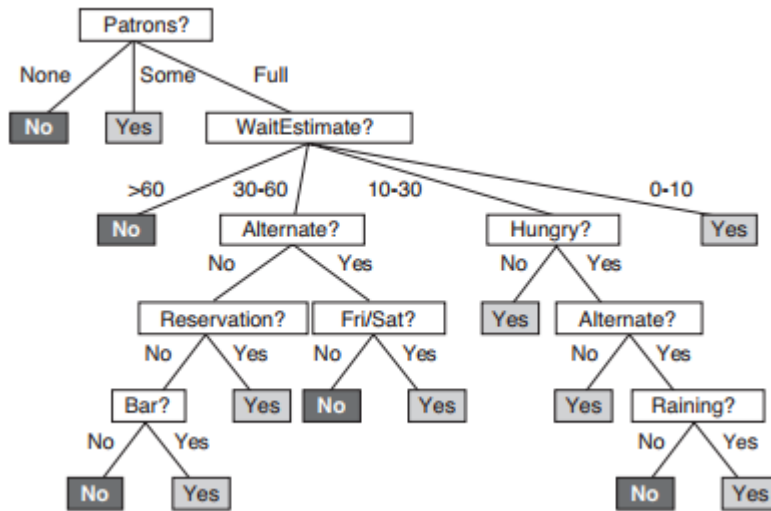 Patrons?
None Some Full
No Yes WaitEstimate?
>60 30-60 10-30 0-10
No Alternate? Hungry? Yes
No Yes No Yes
Reservation? Fri/Sat? Yes Alternate?
No Yes No Yes No Yes
Bar? Yes No Yes Yes Raining?
No Yes No Yes
No Yes No Yes